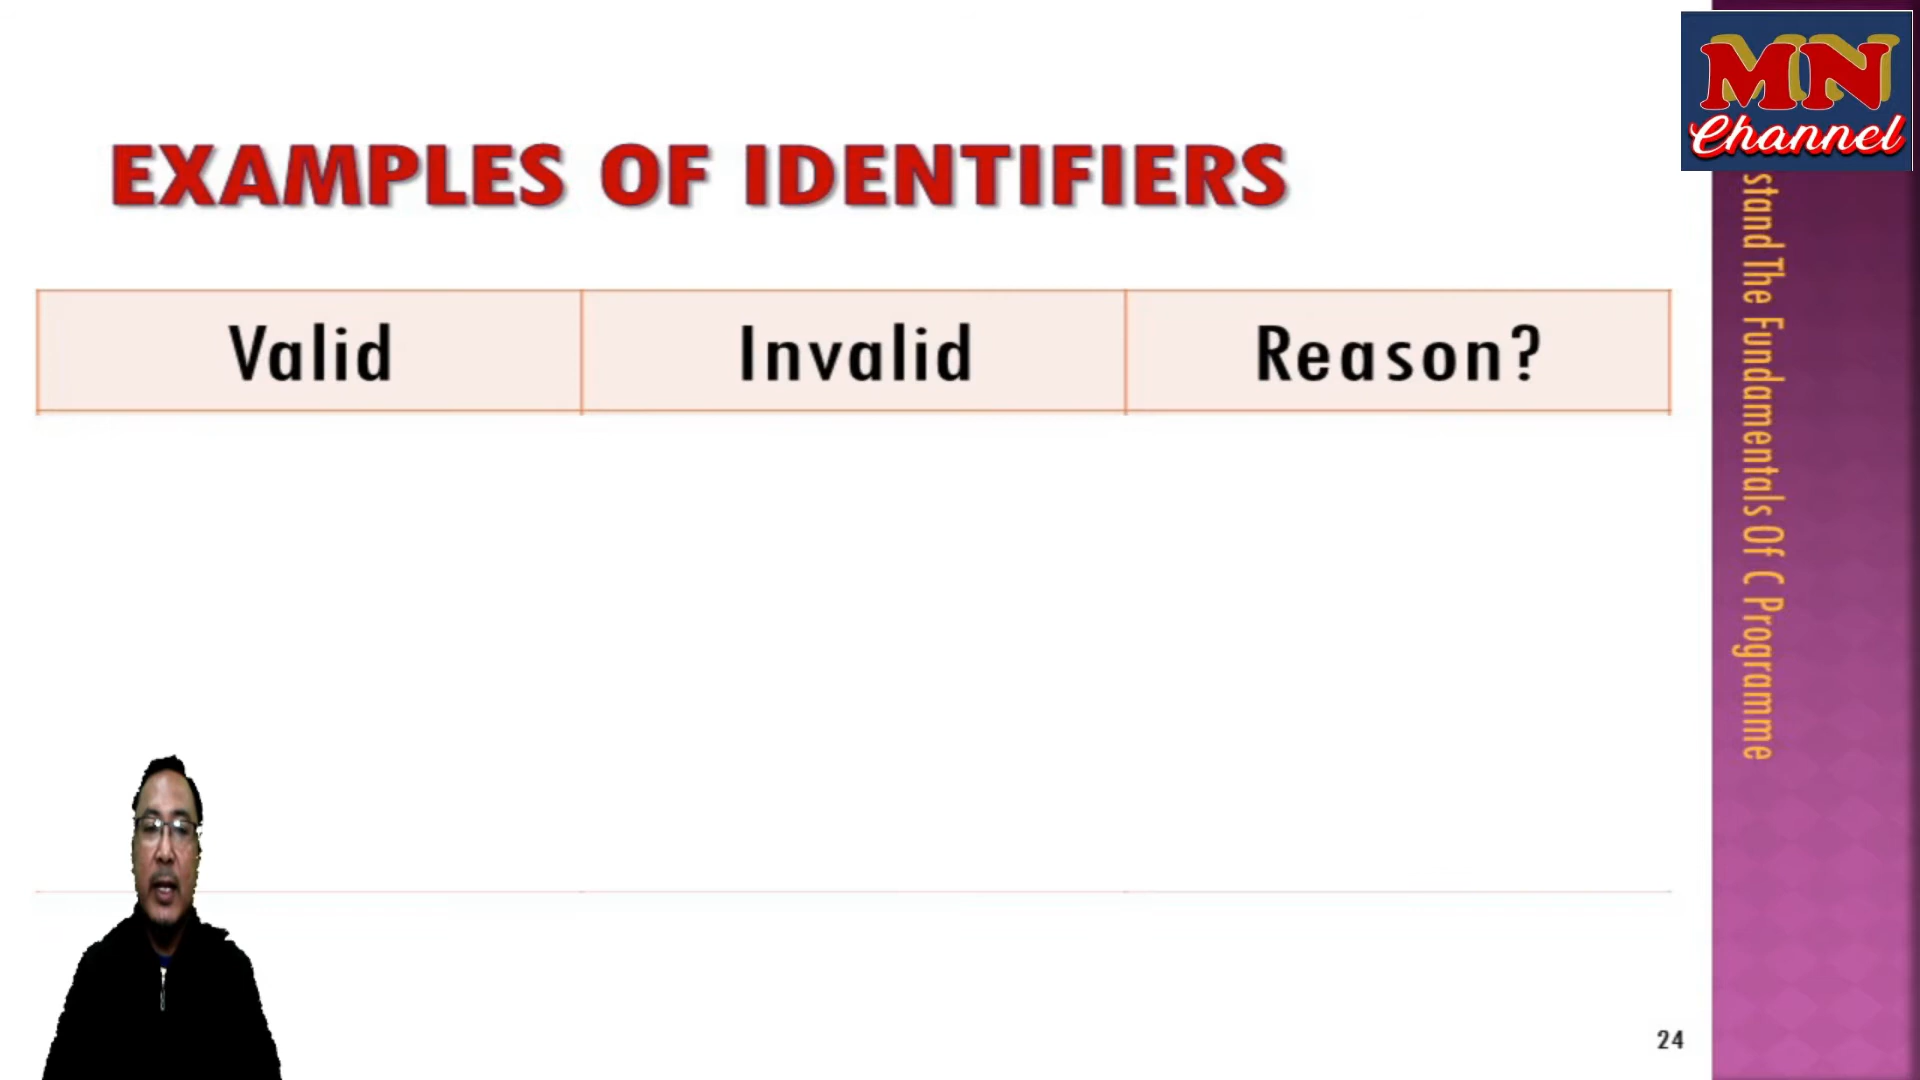 MN
Channel
EXAMPLES OF IDENTIFIERS
Valid Invalid Reason?
stand The Fundamentals Of C Programme
24